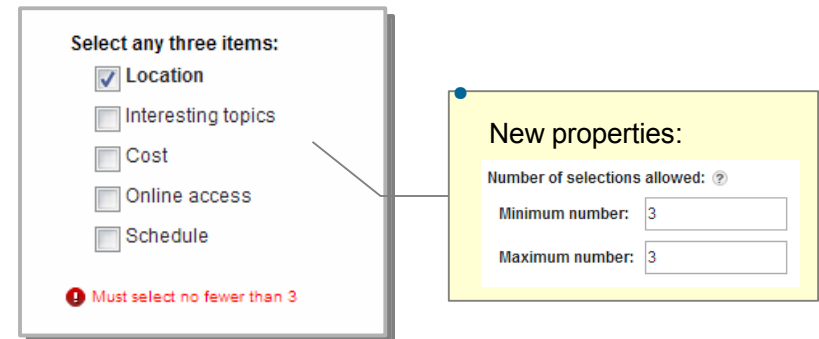 Select any three items:
Location
Interesting topics
Cost
Online access
Schedule
Must select no fewer than 3
New properties:
Number of selections allowed: ?
Minimum number: 3
Maximum number: 3